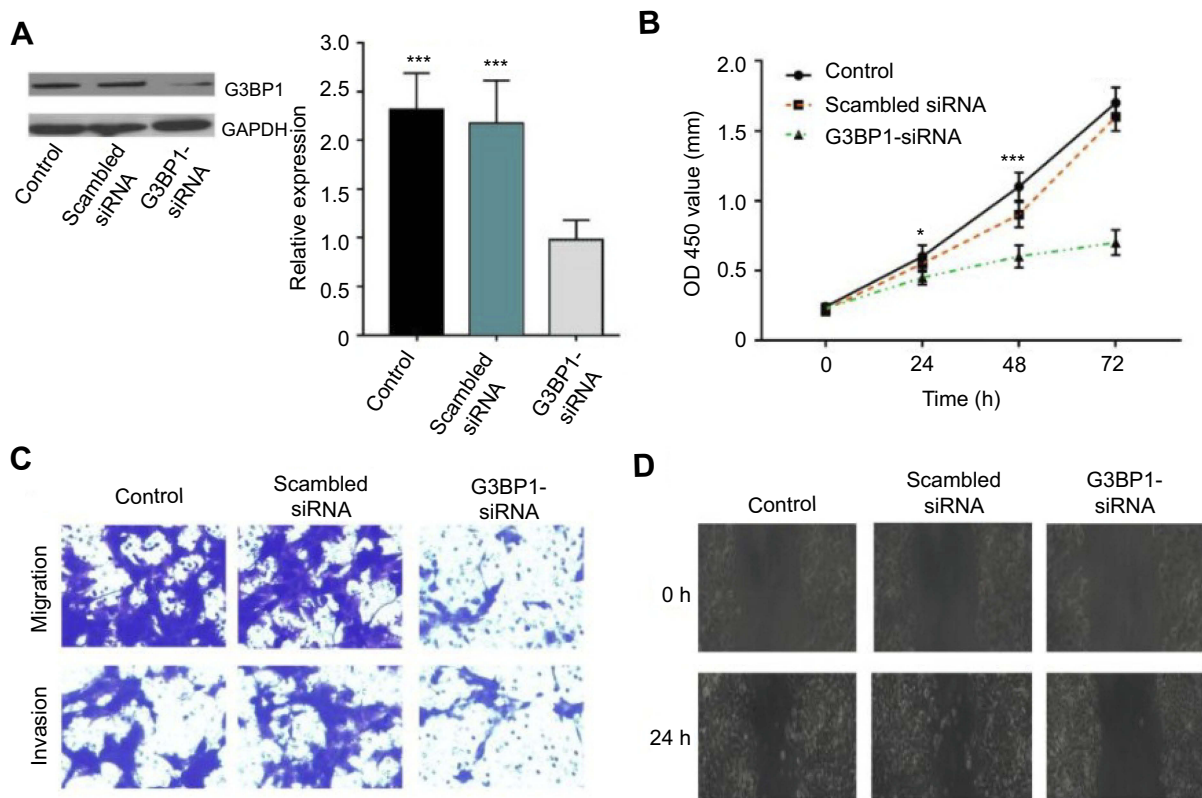 A
G3BP1
GAPDH
Control
Scambled
siRNA
G3BP1-
siRNA
Relative expression
3.0
2.5
2.0
1.5
1.0
0.5
0
***
***
Control
Scambled
siRNA
G3BP1-
siRNA
B
OD 450 value (mm)
2.0
1.5
1.0
0.5
0
Control
Scambled siRNA
G3BP1-siRNA
*
***
0
24
48
72
Time (h)
C
Control
Scambled
siRNA
G3BP1-
siRNA
Migration
Invasion
D
Control
Scambled
siRNA
G3BP1-
siRNA
0 h
24 h